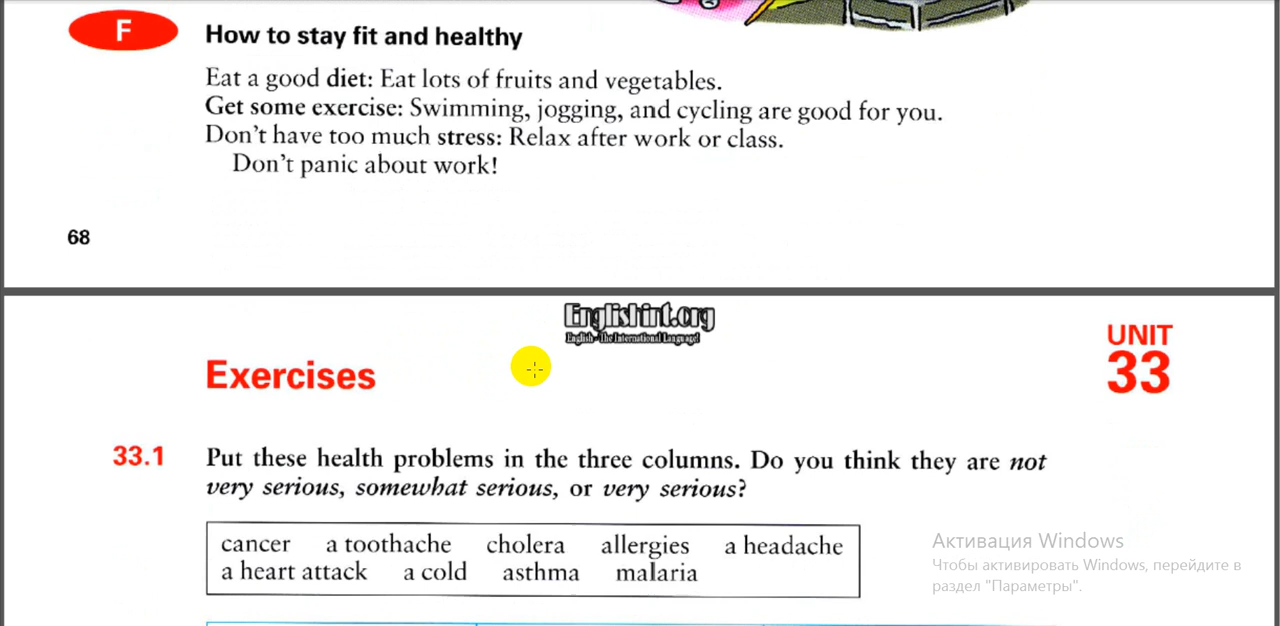 F How to stay fit and healthy
Eat a good diet: Eat lots of fruits and vegetables.
Get some exercise: Swimming, jogging, and cycling are good for you.
Don't have too much stress: Relax after work or class.
Don't panic about work!
68
Englishint.org
English - The International Language!
UNIT
33
Exercises
33.1 Put these health problems in the three columns. Do you think they are not
very serious, somewhat serious, or very serious?
cancer a toothache cholera allergies a headache
a heart attack a cold asthma malaria
Активация Windows
Чтобы активировать Windows, перейдите в
раздел "Параметры".